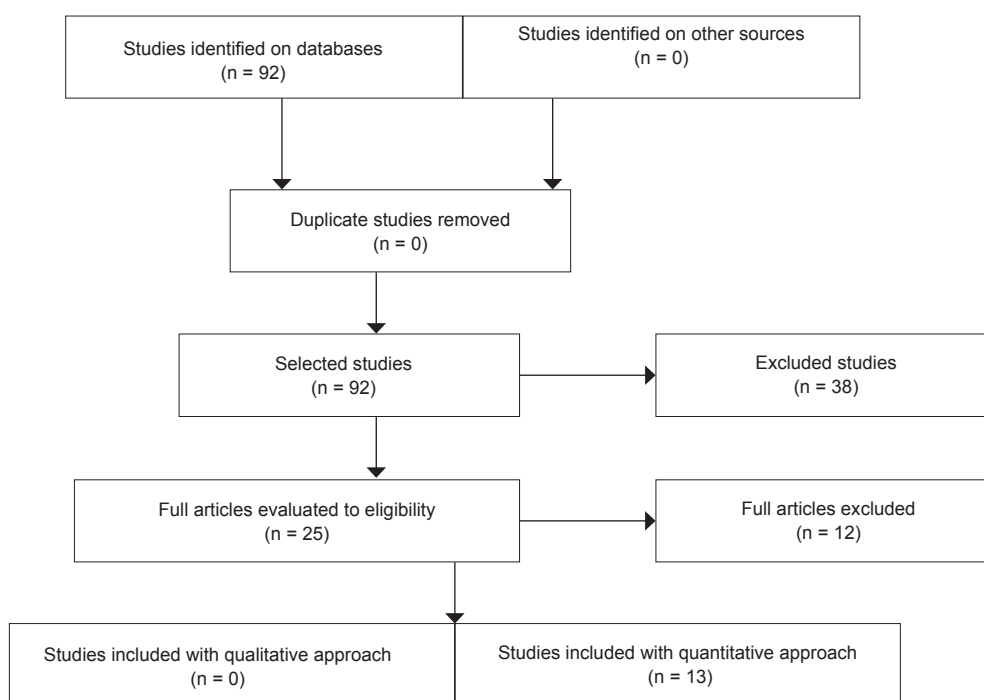 Studies identified on databases
(n = 92)
Studies identified on other sources
(n = 0)
Duplicate studies removed
(n = 0)
Selected studies
(n = 92)
Excluded studies
(n = 38)
Full articles evaluated to eligibility
(n = 25)
Full articles excluded
(n = 12)
Studies included with qualitative approach
(n = 0)
Studies included with quantitative approach
(n = 13)